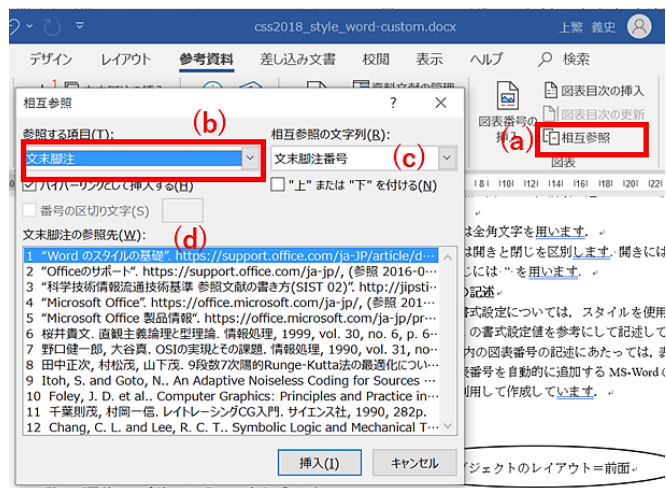 css2018_style_word-custom.docx 上繁 義史
デザイン レイアウト 参考資料 差し込み文書 校閲 表示 ヘルプ 検索
相互参照 ? ×
図表番号の
挿入
図表目次の挿入
図表目次の更新
相互参照
図表
(a)
(b)
参照する項目(T):
文末脚注
相互参照の文字列(R):
文末脚注番号
(c)
ハイパーリンクとして挿入する(H)
"上" または "下" を付ける(N)
番号の区切り文字(S)
文末脚注の参照先(W):
(d)
1 "Word のスタイルの基礎". https://support.office.com/ja-JP/article/d…
2 "Officeのサポート". https://support.office.com/ja-jp/, (参照 2016-0…
3 "科学技術情報流通技術基準 参照文献の書き方(SIST 02)". http://jipsti…
4 "Microsoft Office". https://office.microsoft.com/ja-jp/, (参照 201…
5 "Microsoft Office 製品情報". https://office.microsoft.com/ja-jp/pr…
6 桜井貴文. 直観主義論理と型理論. 情報処理, 1999, vol. 30, no. 6, p. 6…
7 野口健一郎, 大谷真. OSIの実現とその課題. 情報処理, 1990, vol. 31, no…
8 田中正次, 村松茂, 山下茂. 9段数7次陽的Runge-Kutta法の最適化につい…
9 Itoh, S. and Goto, N.. An Adaptive Noiseless Coding for Sources …
10 Foley, J. D. et al.. Computer Graphics: Principles and Practice in…
11 千葉則茂, 村岡一信. レイトレーシングCG入門. サイエンス社, 1990, 282p.
12 Chang, C. L. and Lee, R. C. T.. Symbolic Logic and Mechanical T…
挿入(I) キャンセル
|8| |10| |12| |14| |16| |18| |20| |22|
は全角文字を用います.
は開きと閉じを区別します. 開きには
じには ” を用います.
の記述
書式設定については, スタイルを使用
の書式設定値を参考にして記述して
内の図表番号の記述にあたっては, 表
表番号を自動的に追加する MS-Word の
利用して作成しています.
ジェクトのレイアウト＝前面